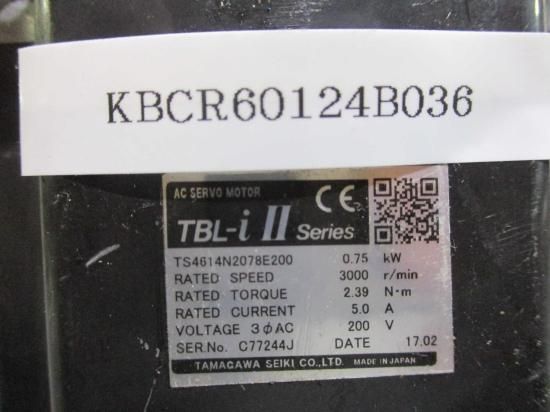 KBCR60124B036
AC SERVO MOTOR
CE
TBL-i II Series
TS4614N2078E200 0.75 kW
RATED SPEED 3000 r/min
RATED TORQUE 2.39 N·m
RATED CURRENT 5.0 A
VOLTAGE 3φAC 200 V
SER.No. C77244J DATE 17.02
TAMAGAWA SEIKI CO.,LTD. MADE IN JAPAN